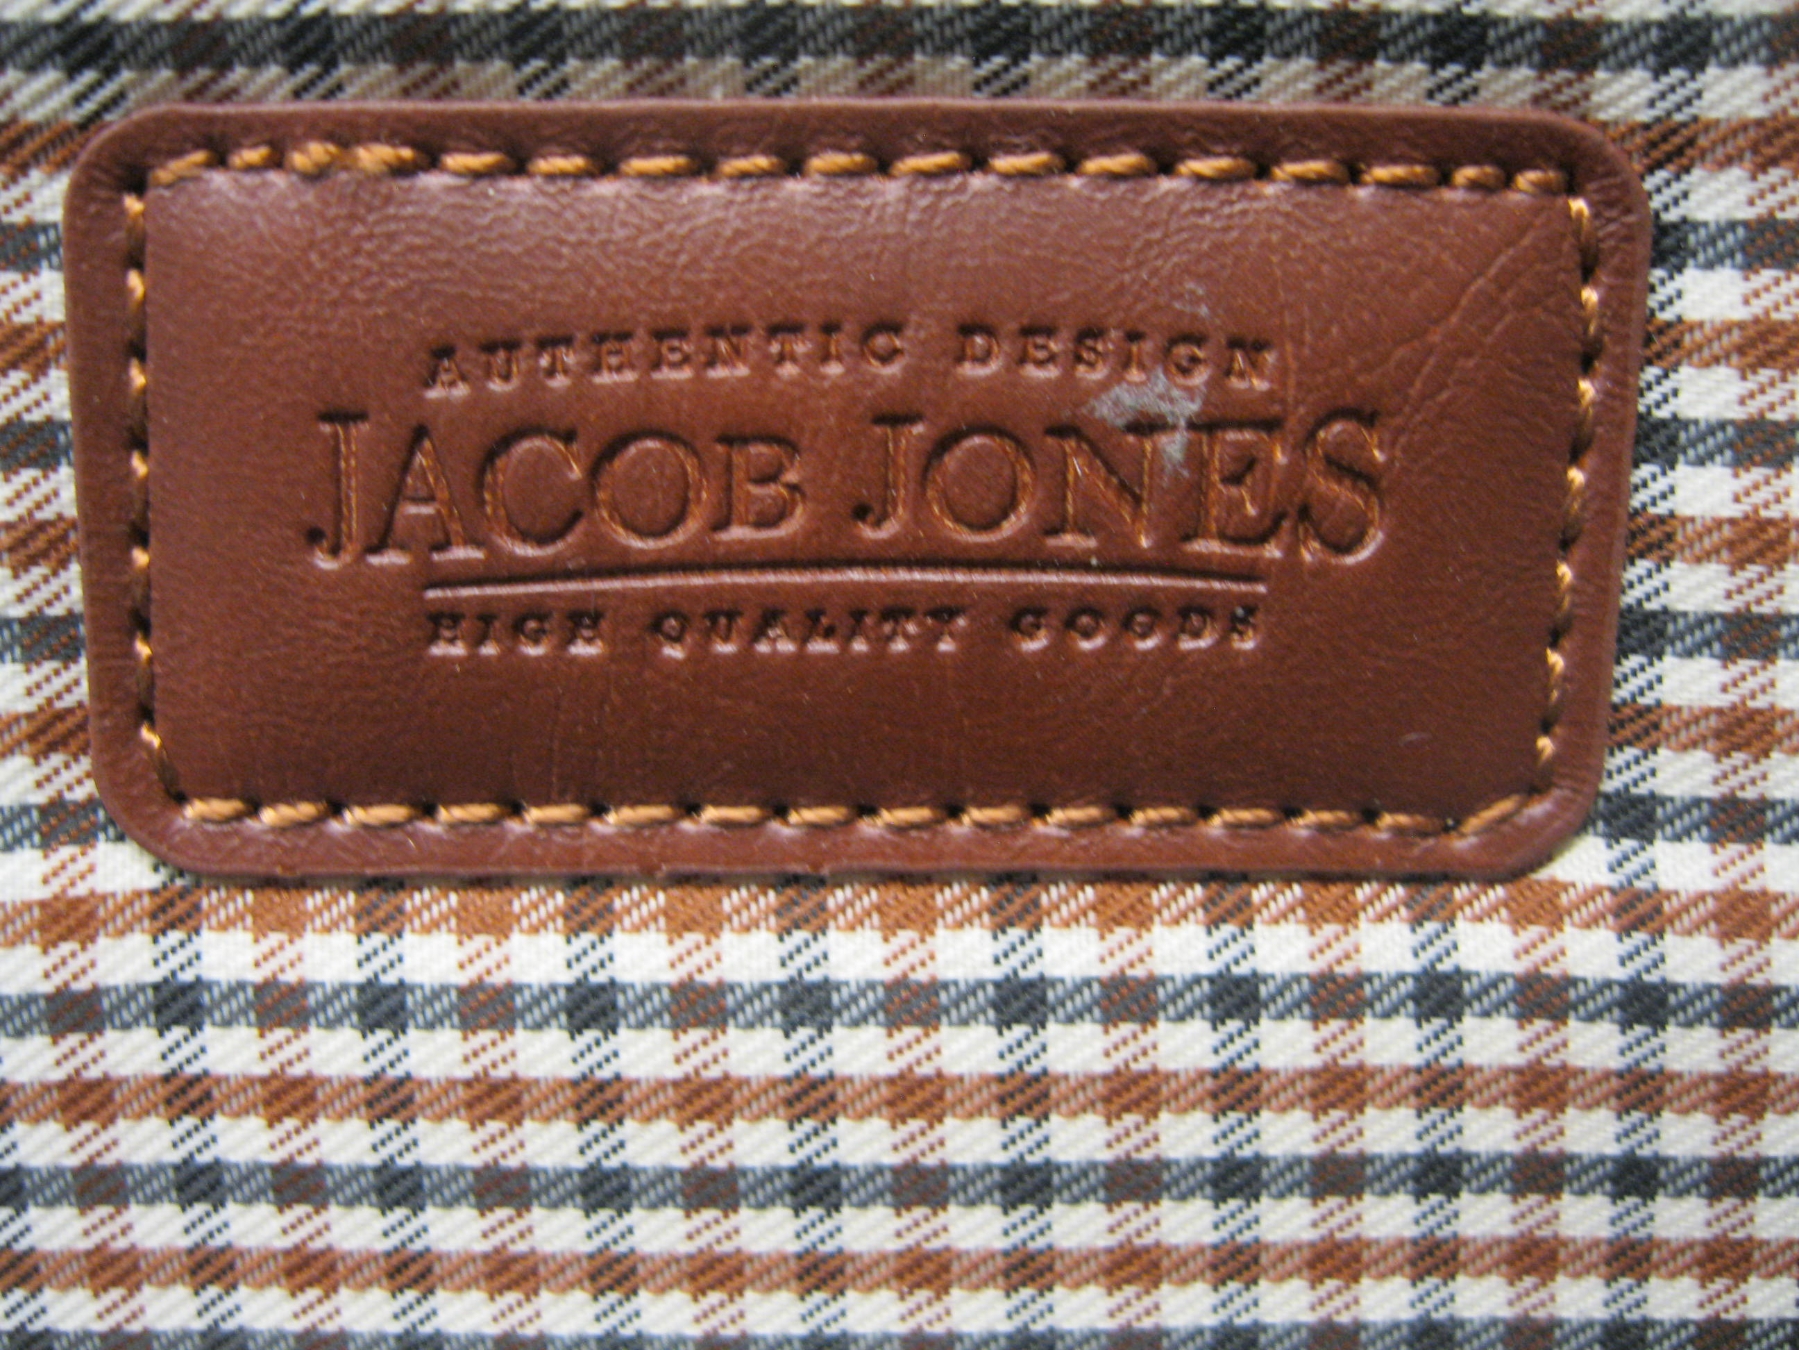 AUTHENTIC DESIGN
JACOB JONES
HIGH QUALITY GOODS